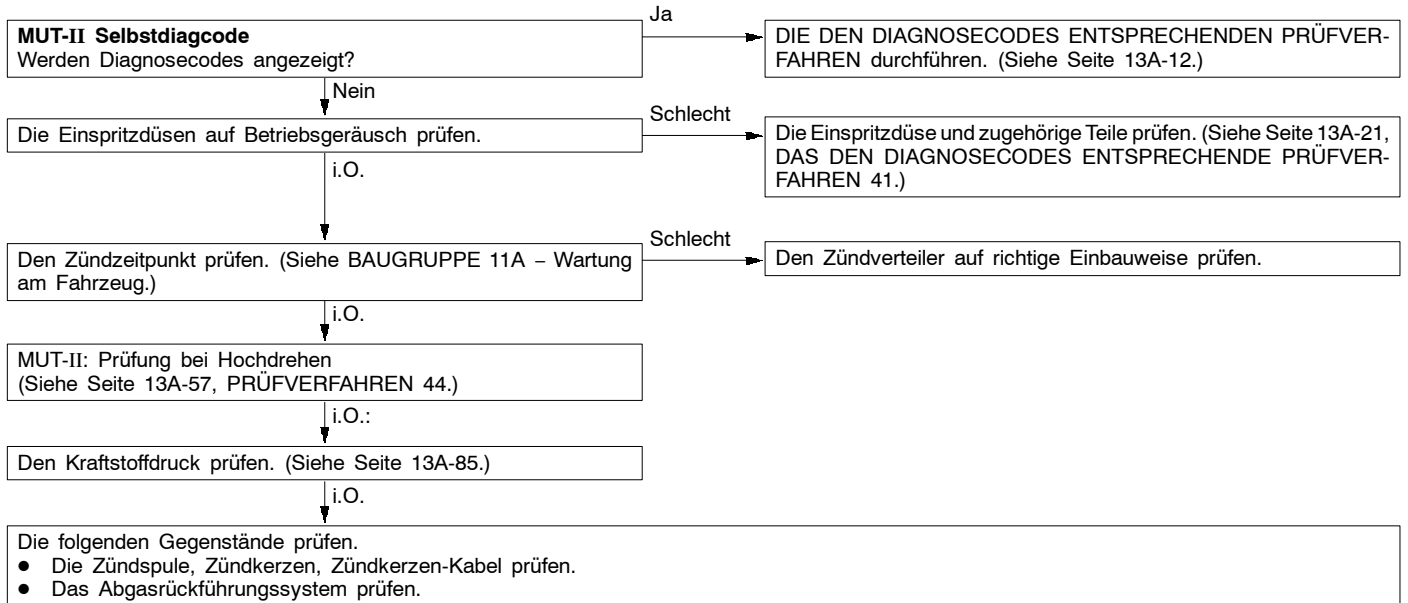 Ja
MUT-II Selbstdiagcode
Werden Diagnosecodes angezeigt?
DIE DEN DIAGNOSECODES ENTSPRECHENDEN PRÜFVER-
FAHREN durchführen. (Siehe Seite 13A-12.)
Nein
Schlecht
Die Einspritzdüsen auf Betriebsgeräusch prüfen.
Die Einspritzdüse und zugehörige Teile prüfen. (Siehe Seite 13A-21,
DAS DEN DIAGNOSECODES ENTSPRECHENDE PRÜFVER-
FAHREN 41.)
i.O.
Schlecht
Den Zündzeitpunkt prüfen. (Siehe BAUGRUPPE 11A – Wartung
am Fahrzeug.)
Den Zündverteiler auf richtige Einbauweise prüfen.
i.O.
MUT-II: Prüfung bei Hochdrehen
(Siehe Seite 13A-57, PRÜFVERFAHREN 44.)
i.O.:
Den Kraftstoffdruck prüfen. (Siehe Seite 13A-85.)
i.O.
Die folgenden Gegenstände prüfen.
● Die Zündspule, Zündkerzen, Zündkerzen-Kabel prüfen.
● Das Abgasrückführungssystem prüfen.